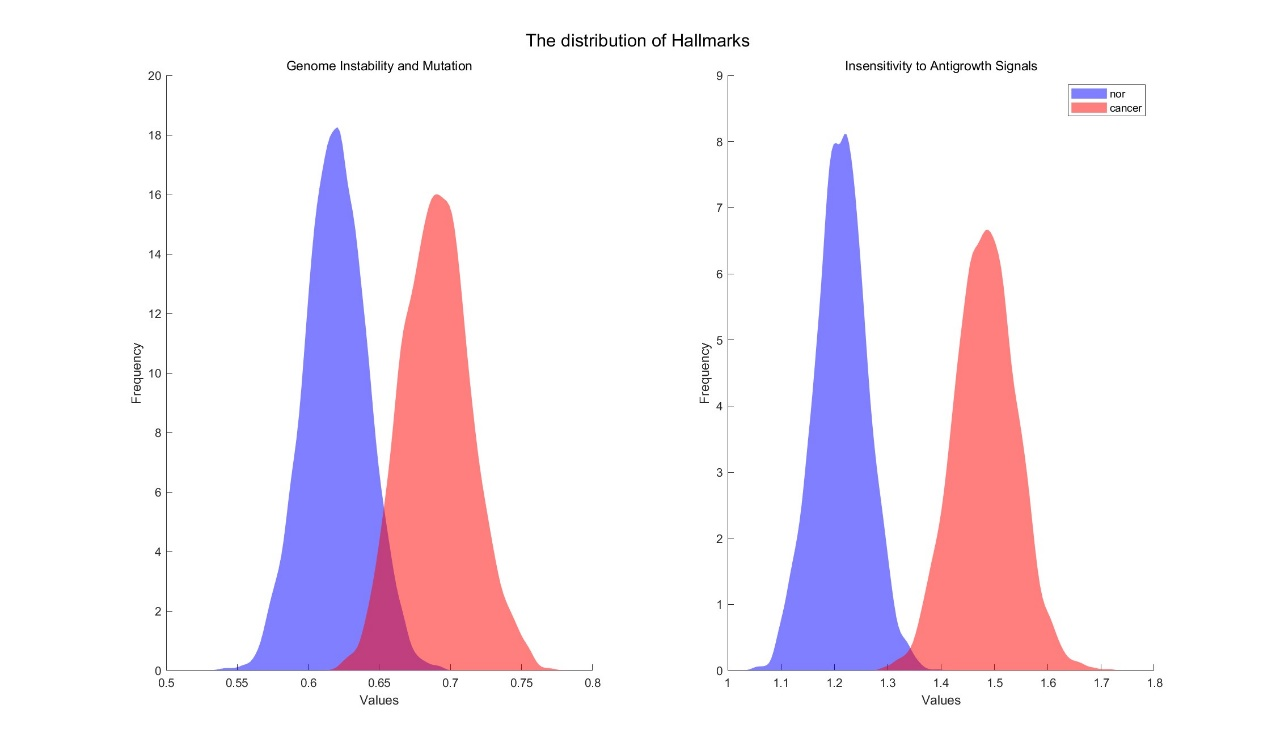 The distribution of Hallmarks
Genome Instability and Mutation
20
18
16
14
12
10
8
6
4
2
0
Frequency
0.5 0.55 0.6 0.65 0.7 0.75 0.8
Values
Insensitivity to Antigrowth Signals
nor
cancer
9
8
7
6
5
4
3
2
1
0
Frequency
1 1.1 1.2 1.3 1.4 1.5 1.6 1.7 1.8
Values